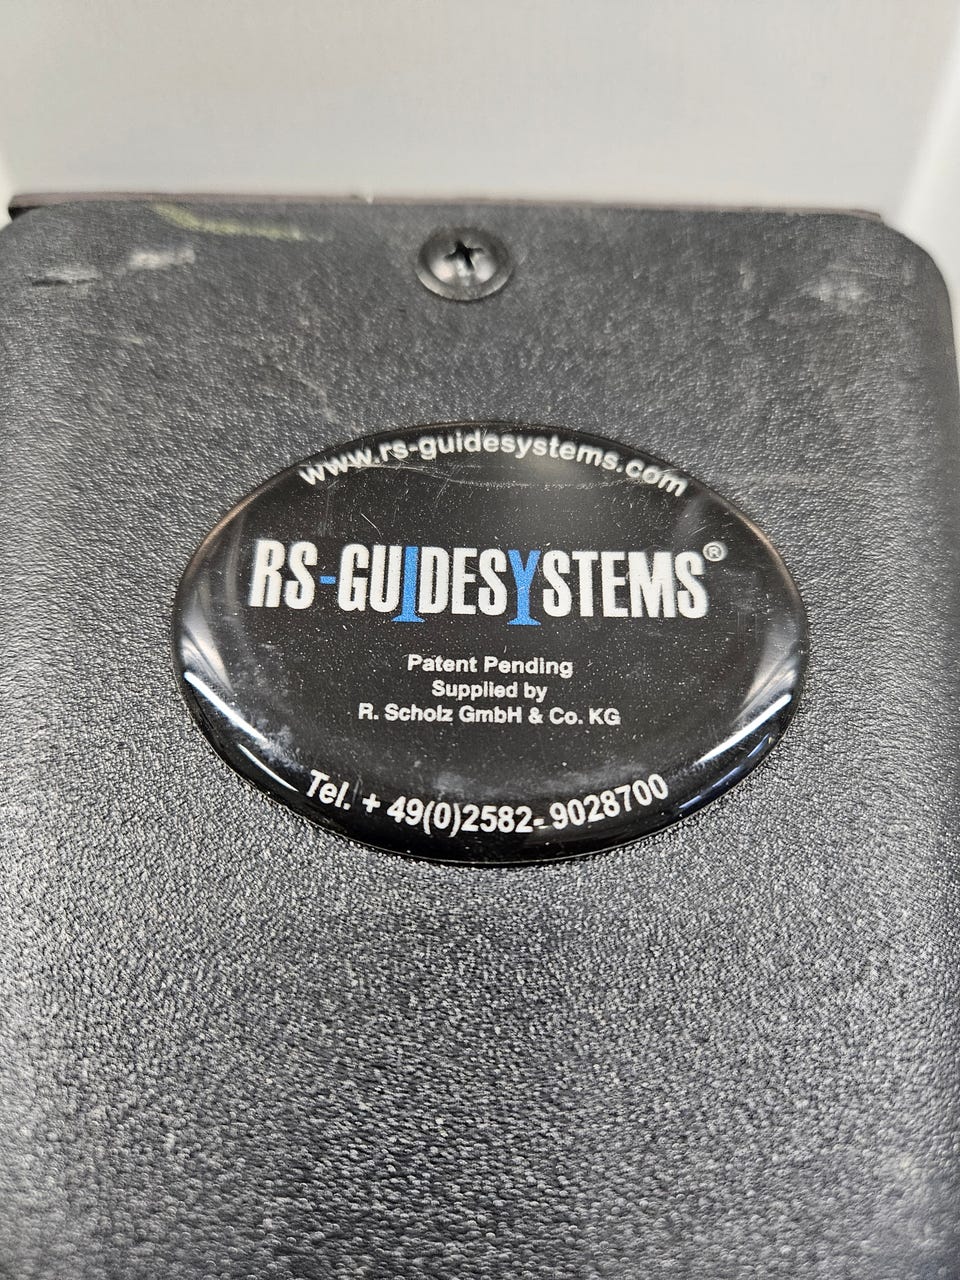 www.rs-guidesystems.com
RS-GUIDESYSTEMS®
Patent Pending
Supplied by
R. Scholz GmbH & Co. KG
Tel. + 49(0)2582-9028700